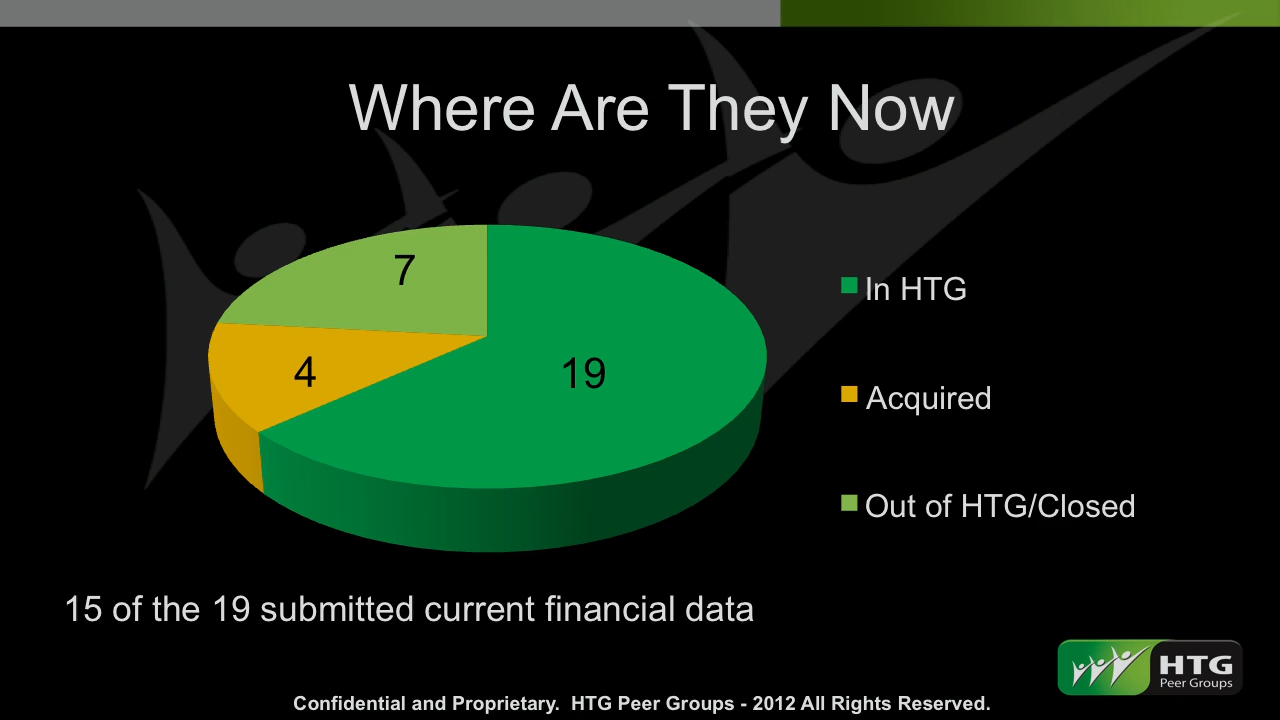 Where Are They Now
7
4
19
In HTG
Acquired
Out of HTG/Closed
15 of the 19 submitted current financial data
HTG
Peer Groups
Confidential and Proprietary.  HTG Peer Groups - 2012 All Rights Reserved.